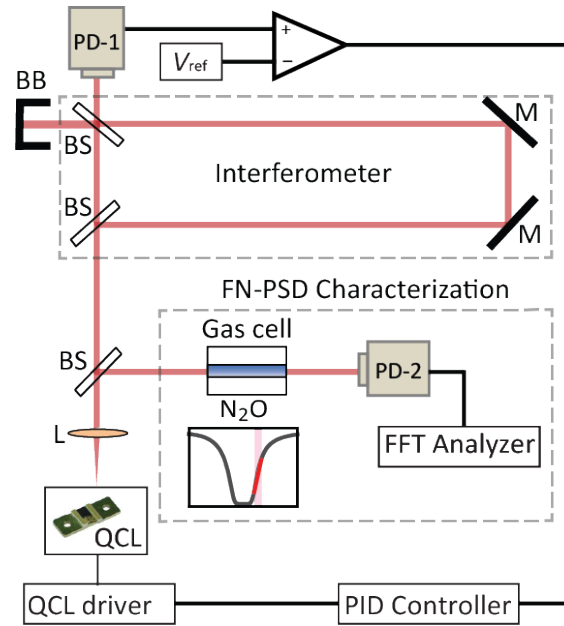 PD-1
+
Vref
−
BB
BS
M
Interferometer
BS
M
FN-PSD Characterization
Gas cell
BS
PD-2
N2O
L
FFT Analyzer
QCL
QCL driver
PID Controller